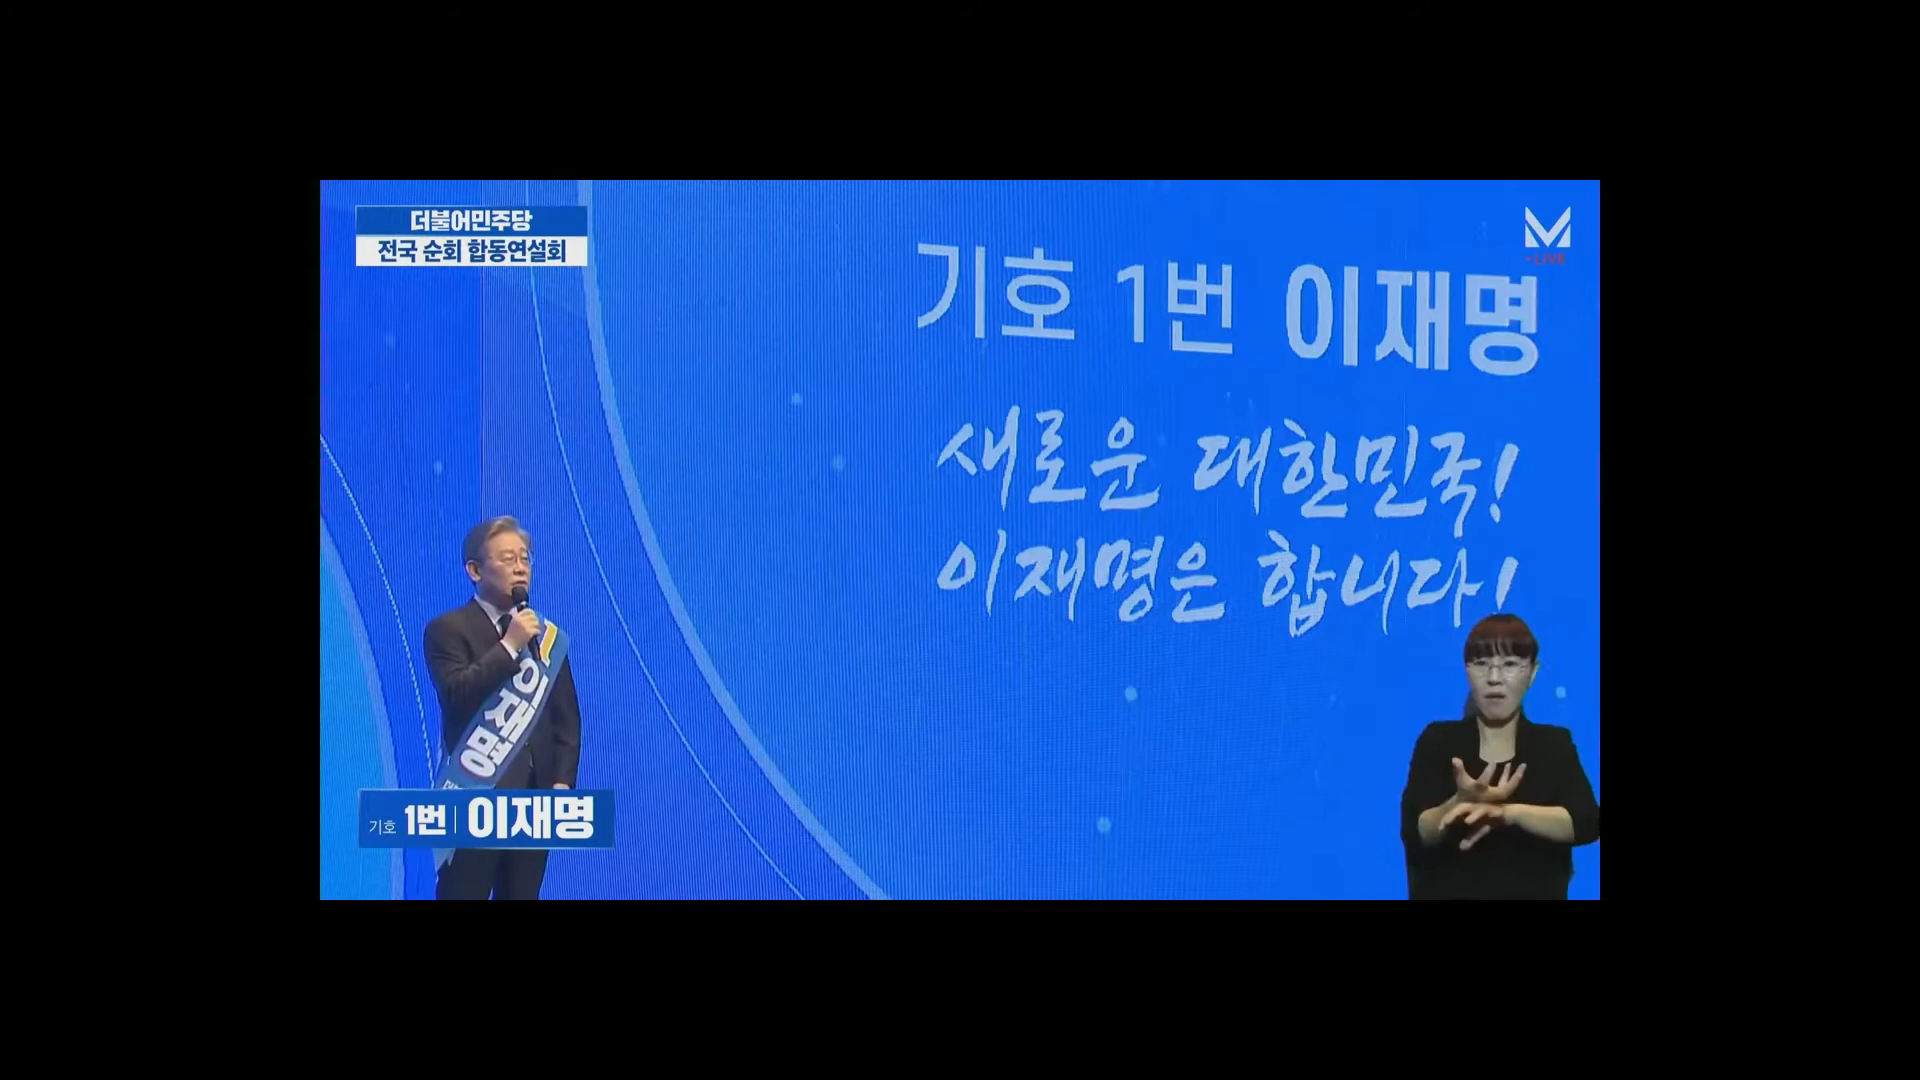 더불어민주당
전국 순회 합동연설회
M
LIVE
기호 1번 이재명
새로운 대한민국!
이재명은 합니다!
1
이재명
기호 1번 이재명